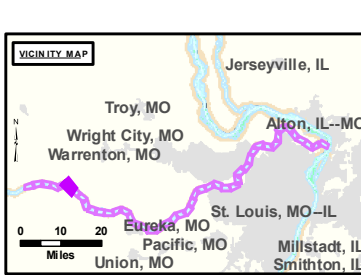 VICINITY MAP
Jerseyville, IL
Troy, MO
Alton, IL--MO
Wright City, MO
Warrenton, MO
N
St. Louis, MO--IL
Eureka, MO
0 10 20
Miles
Pacific, MO
Millstadt, IL
Union, MO
Smithton, IL